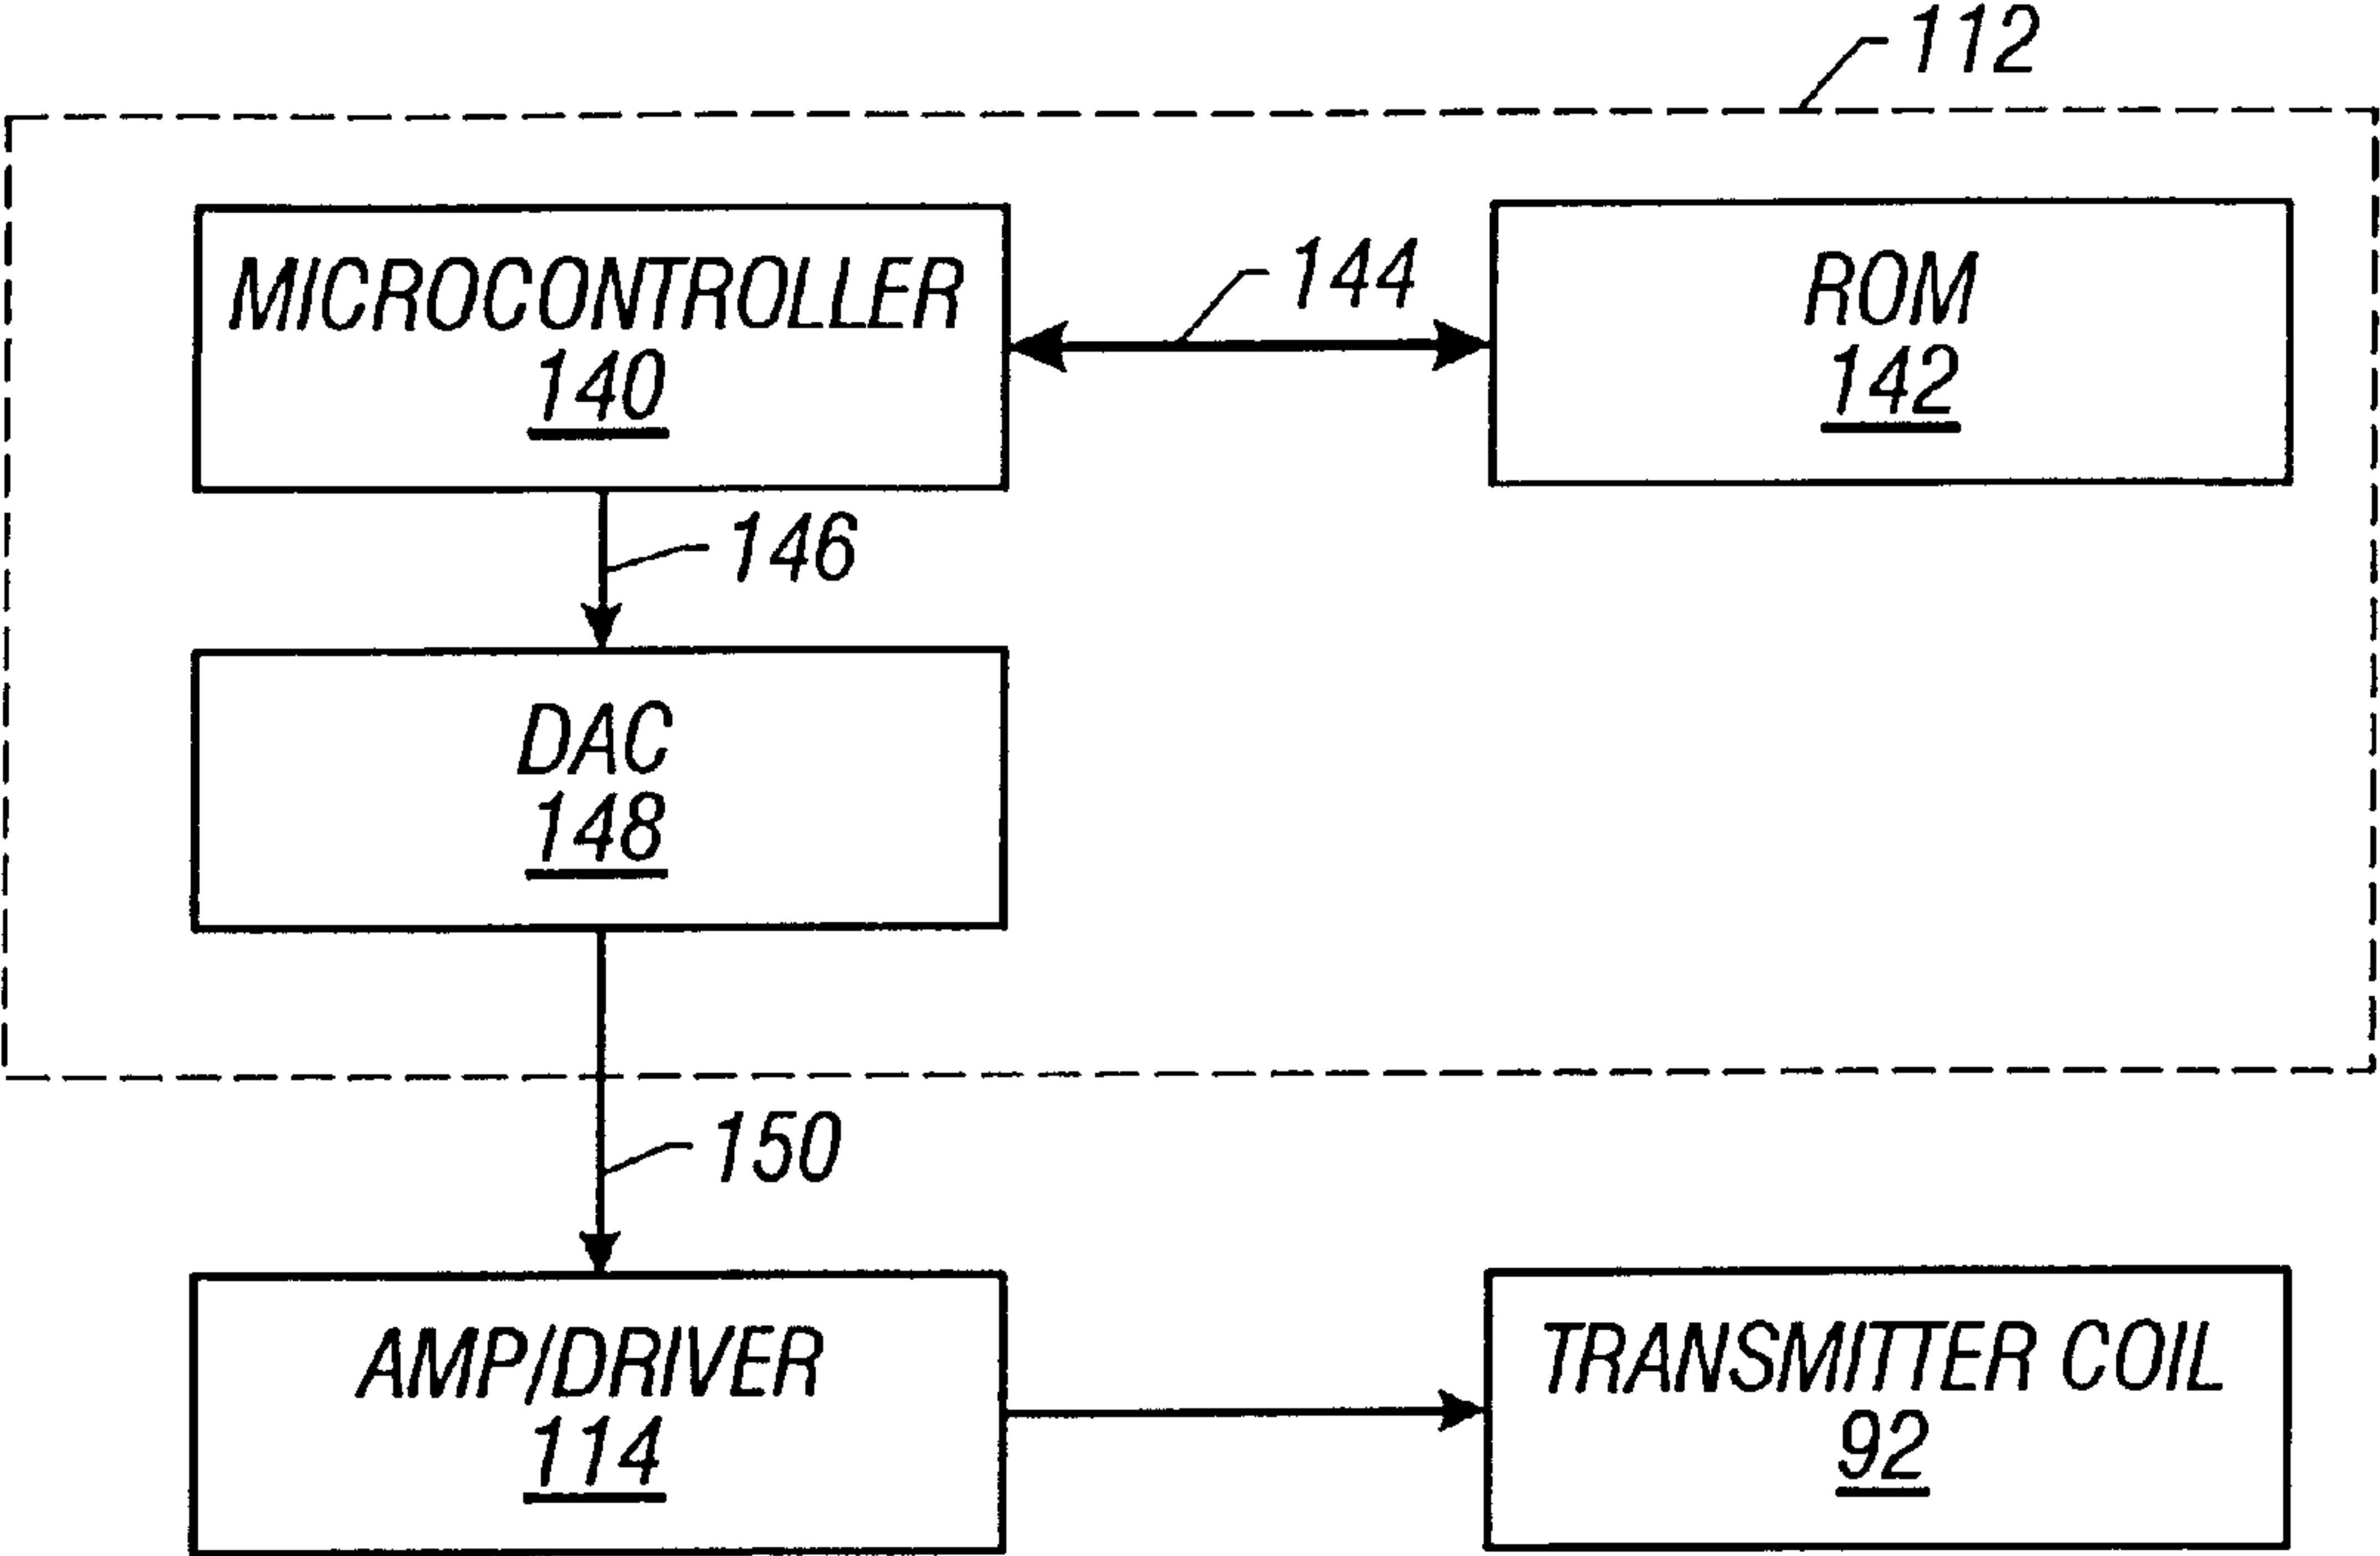 112
MICROCONTROLLER
140
144
ROM
142
146
DAC
148
150
AMP/DRIVER
114
TRANSMITTER COIL
92